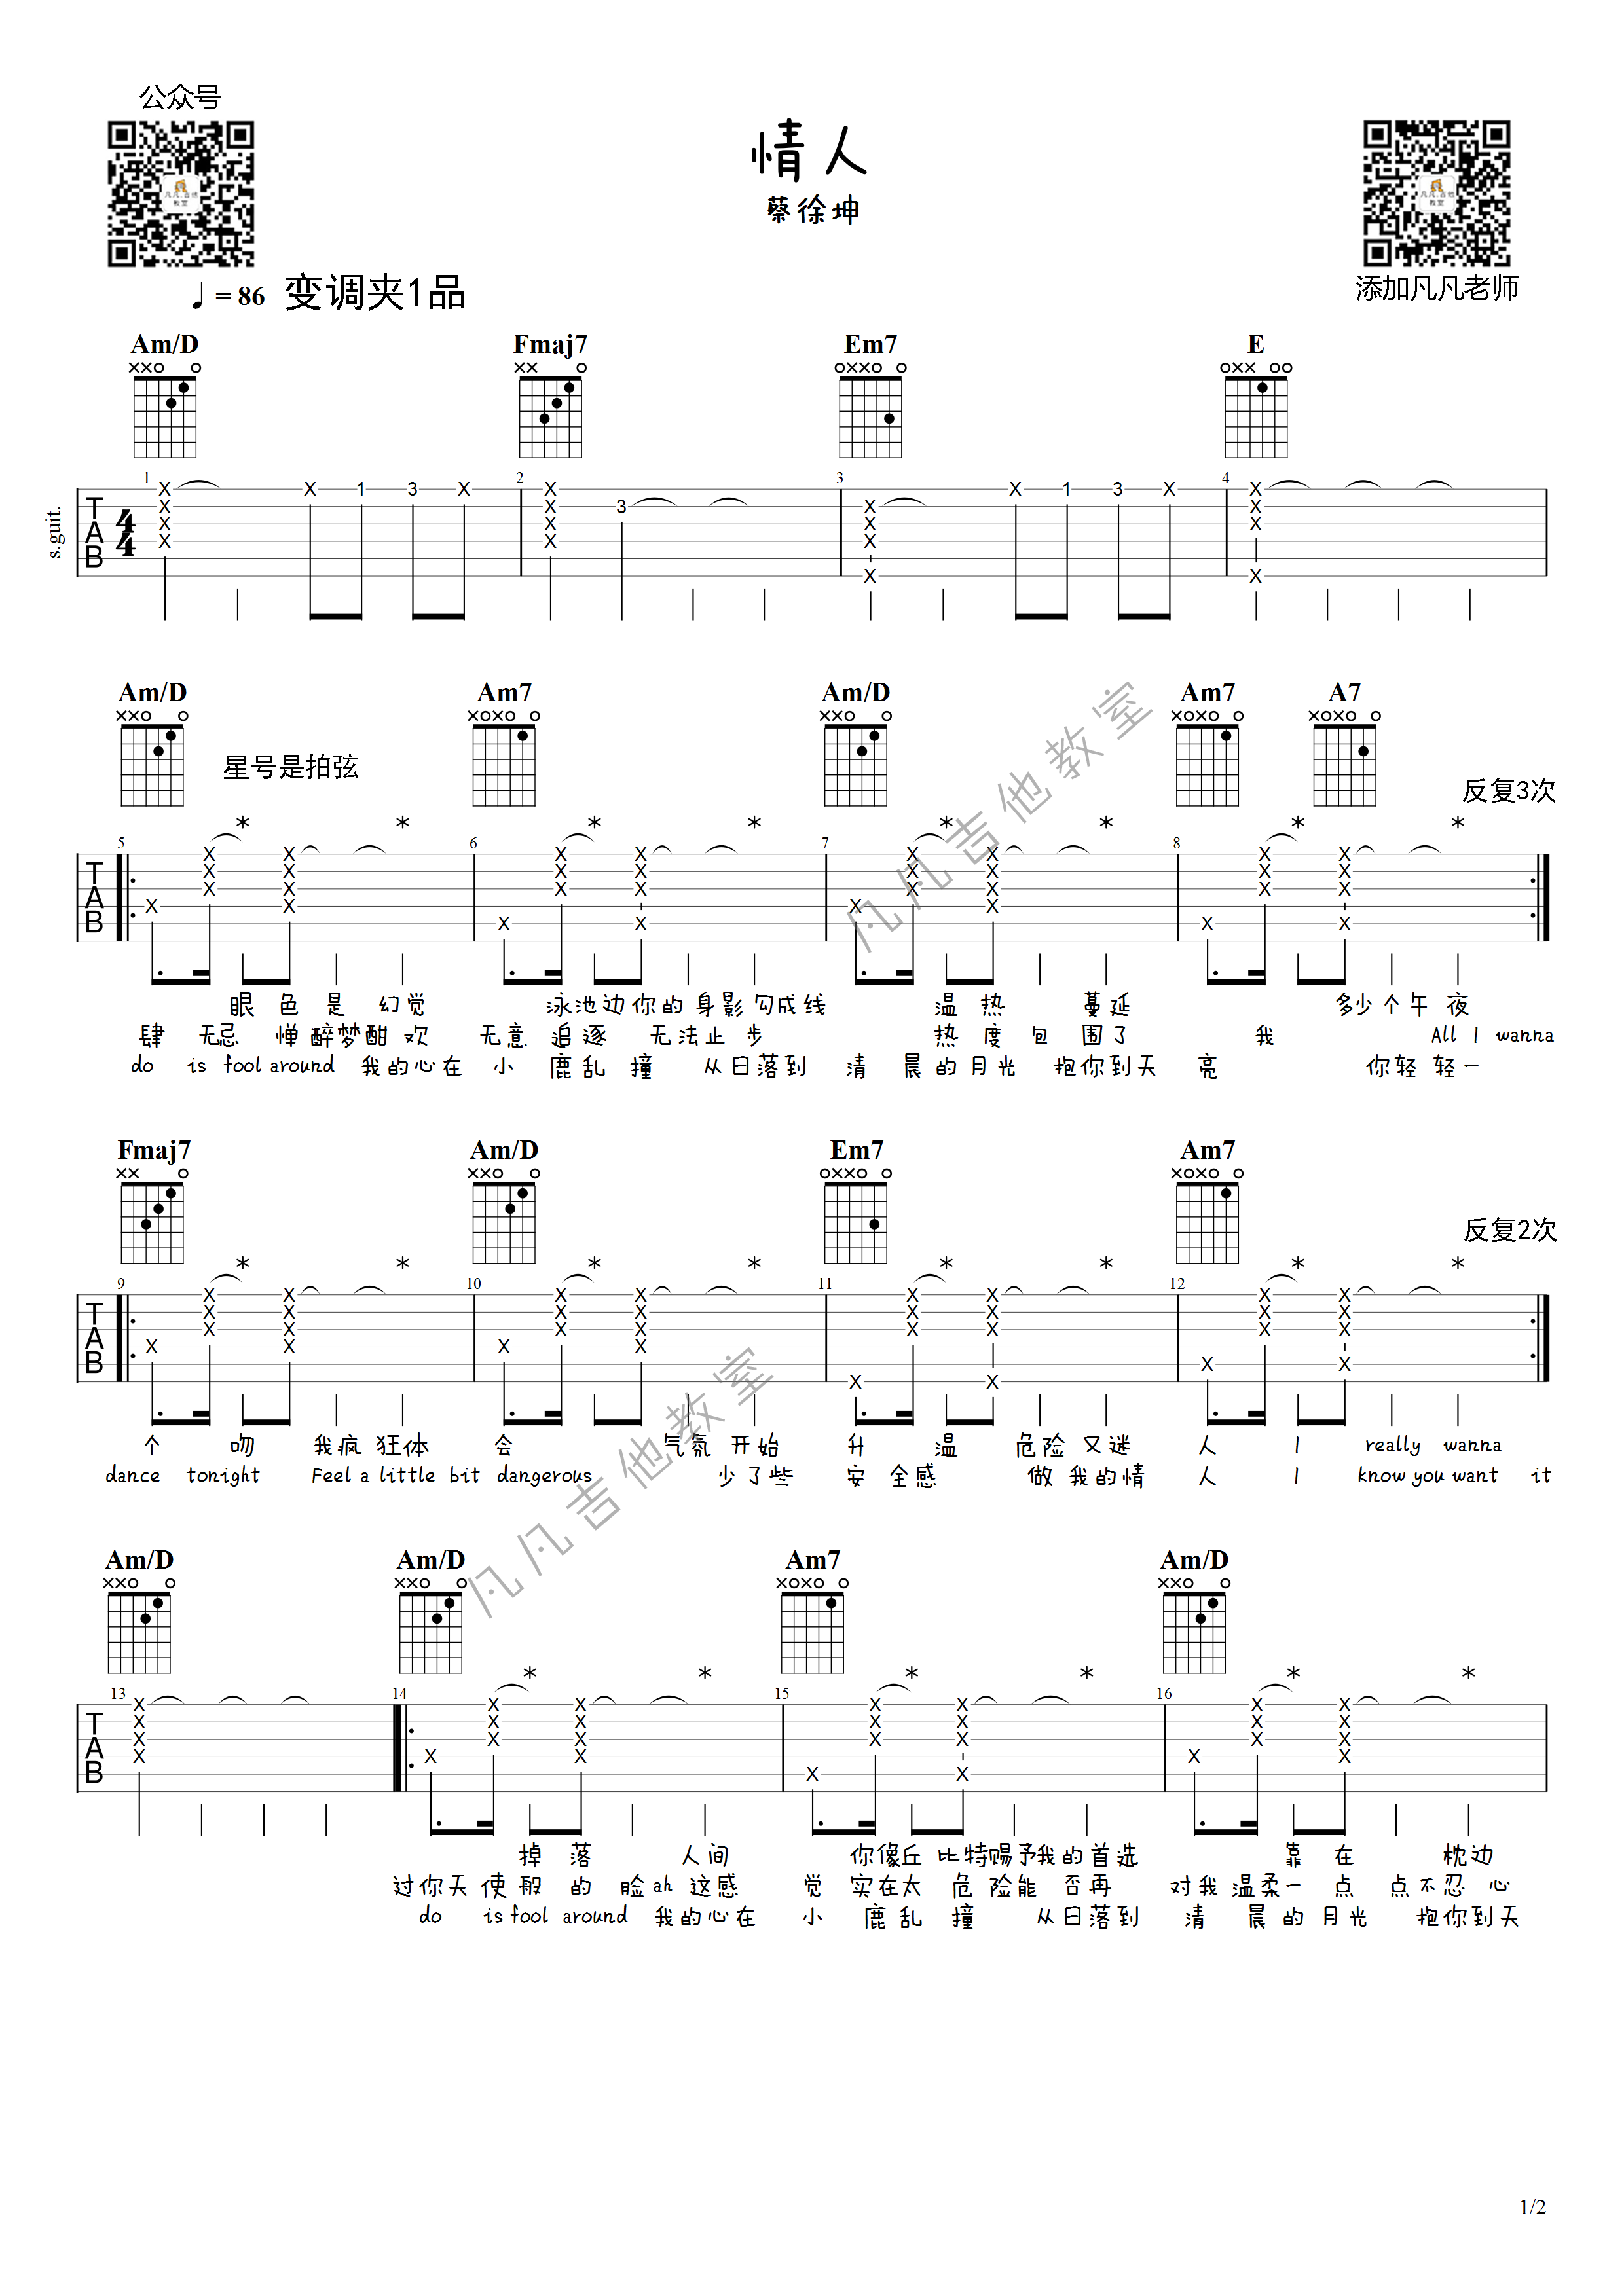 公众号
情人
蔡徐坤
添加凡凡老师
♩= 86 变调夹1品
Am/D Fmaj7 Em7 E
s.guit.
1 2 3 4
T A B 4/4
X X X X X 1 3 X X X X X 3 X X X X X 1 3 X X X X X
Am/D Am7 Am/D Am7 A7
星号是拍弦
反复3次
5 6 7 8
眼 色 是 幻 觉 泳池边你的身影勾成线 温 热 蔓延 多少个午夜
肆 无忌 惮醉梦酣欢 无意追逐 无法止步 热 度包围了 我 All I wanna
do is fool around 我的心在 小 鹿乱 撞 从日落到 清 晨的月光 抱你到天 亮 你轻轻一
Fmaj7 Am/D Em7 Am7
反复2次
9 10 11 12
个 吻 我疯狂体 会 气氛开始 升 温 危险又迷 人 I really wanna
dance tonight Feel a little bit dangerous 少了些 安全感 做我的情 人 I know you want it
Am/D Am/D Am7 Am/D
13 14 15 16
掉 落 人间 你像丘比特赐予我的首选 靠 在 枕边
过你天使般的脸ah这感 觉 实在太危险能否再 对我温柔一点点不忍心
do is fool around 我的心在 小 鹿乱 撞 从日落到 清 晨的月光 抱你到天
凡凡吉他教室
凡凡吉他教室
1/2